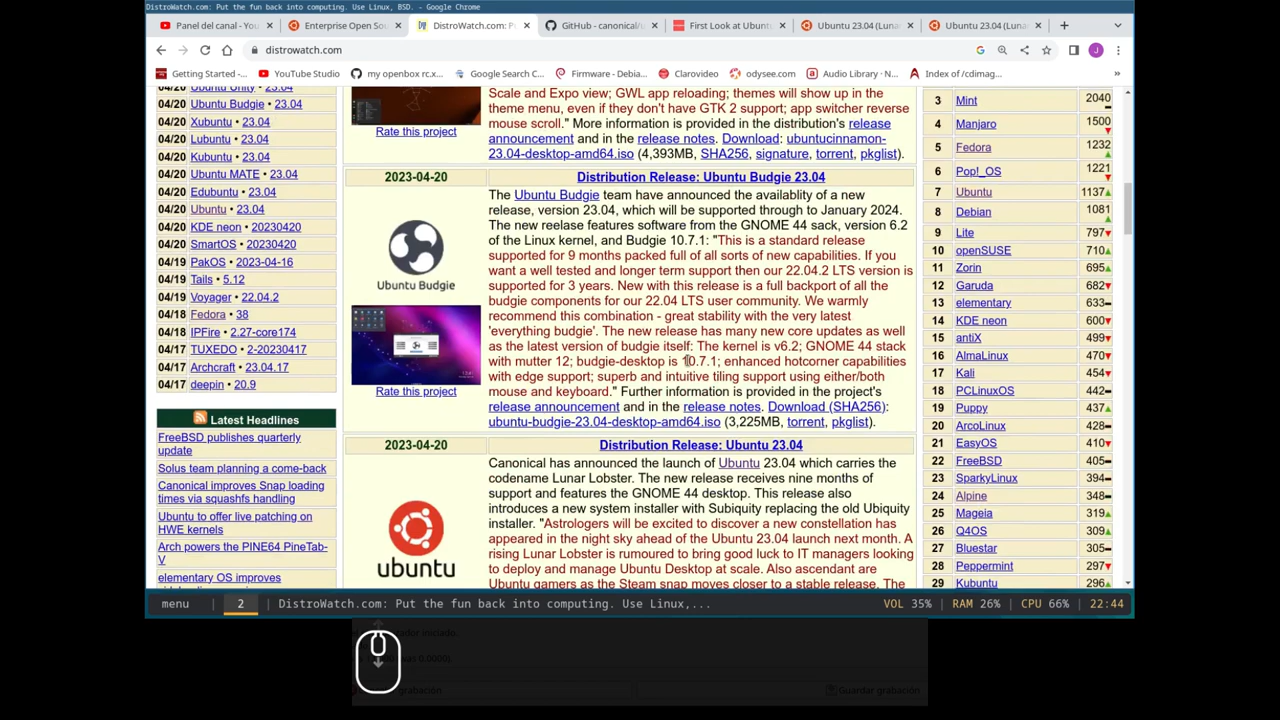 DistroWatch.com: Put the fun back into computing. Use Linux, BSD. - Google Chrome
Panel del canal - You
Enterprise Open Sou
DistroWatch.com: P
GitHub - canonical/u
First Look at Ubunt
Ubuntu 23.04 (Luna
Ubuntu 23.04 (Luna
distrowatch.com
Getting Started -...
YouTube Studio
my openbox rc.x...
Google Search C...
Firmware - Debia...
Clarovideo
odysee.com
Audio Library · N...
Index of /cdimag...
04/20 Ubuntu Unity • 23.04
04/20 Ubuntu Budgie • 23.04
04/20 Xubuntu • 23.04
04/20 Lubuntu • 23.04
04/20 Kubuntu • 23.04
04/20 Ubuntu MATE • 23.04
04/20 Edubuntu • 23.04
04/20 Ubuntu • 23.04
04/20 KDE neon • 20230420
04/20 SmartOS • 20230420
04/19 PakOS • 2023-04-16
04/19 Tails • 5.12
04/19 Voyager • 22.04.2
04/18 Fedora • 38
04/18 IPFire • 2.27-core174
04/17 TUXEDO • 2-20230417
04/17 Archcraft • 23.04.17
04/17 deepin • 20.9
Latest Headlines
FreeBSD publishes quarterly
update
Solus team planning a come-back
Canonical improves Snap loading
times via squashfs handling
Ubuntu to offer live patching on
HWE kernels
Arch powers the PINE64 PineTab-
V
elementary OS improves
Rate this project
Scale and Expo view; GWL app reloading; themes will show up in the
theme menu, even if they don't have GTK 2 support; app switcher reverse
mouse scroll." More information is provided in the distribution's release
announcement and in the release notes. Download: ubuntucinnamon-
23.04-desktop-amd64.iso (4,393MB, SHA256, signature, torrent, pkglist).
2023-04-20
Distribution Release: Ubuntu Budgie 23.04
Ubuntu Budgie
Rate this project
The Ubuntu Budgie team have announced the availablity of a new
release, version 23.04, which will be supported through to January 2024.
The new reelease features software from the GNOME 44 sack, version 6.2
of the Linux kernel, and Budgie 10.7.1: "This is a standard release
supported for 9 months packed full of all sorts of new capabilities. If you
want a well tested and longer term support then our 22.04.2 LTS version is
supported for 3 years. New with this release is a full backport of all the
budgie components for our 22.04 LTS user community. We warmly
recommend this combination - great stability with the very latest
'everything budgie'. The new release has many new core updates as well
as the latest version of budgie itself: The kernel is v6.2; GNOME 44 stack
with mutter 12; budgie-desktop is 10.7.1; enhanced hotcorner capabilities
with edge support; superb and intuitive tiling support using either/both
mouse and keyboard." Further information is provided in the project's
release announcement and in the release notes. Download (SHA256):
ubuntu-budgie-23.04-desktop-amd64.iso (3,225MB, torrent, pkglist).
2023-04-20
Distribution Release: Ubuntu 23.04
ubuntu
Canonical has announced the launch of Ubuntu 23.04 which carries the
codename Lunar Lobster. The new release receives nine months of
support and features the GNOME 44 desktop. This release also
introduces a new system installer with Subiquity replacing the old Ubiquity
installer. "Astrologers will be excited to discover a new constellation has
appeared in the night sky ahead of the Ubuntu 23.04 launch next month. A
rising Lunar Lobster is rumoured to bring good luck to IT managers looking
to deploy and manage Ubuntu Desktop at scale. Also ascendant are
Ubuntu gamers as the Steam snap moves closer to a stable release. The
3 Mint 2040
4 Manjaro 1500
5 Fedora 1232
6 Pop!_OS 1221
7 Ubuntu 1137
8 Debian 1081
9 Lite 797
10 openSUSE 710
11 Zorin 695
12 Garuda 682
13 elementary 633
14 KDE neon 600
15 antiX 499
16 AlmaLinux 470
17 Kali 454
18 PCLinuxOS 442
19 Puppy 437
20 ArcoLinux 428
21 EasyOS 410
22 FreeBSD 405
23 SparkyLinux 394
24 Alpine 348
25 Mageia 319
26 Q4OS 309
27 Bluestar 305
28 Peppermint 297
29 Kubuntu 296
menu | 2 | DistroWatch.com: Put the fun back into computing. Use Linux,... VOL 35% | RAM 26% | CPU 66% | 22:44
iniciado.
0.0000s
grabación
Guardar grabación